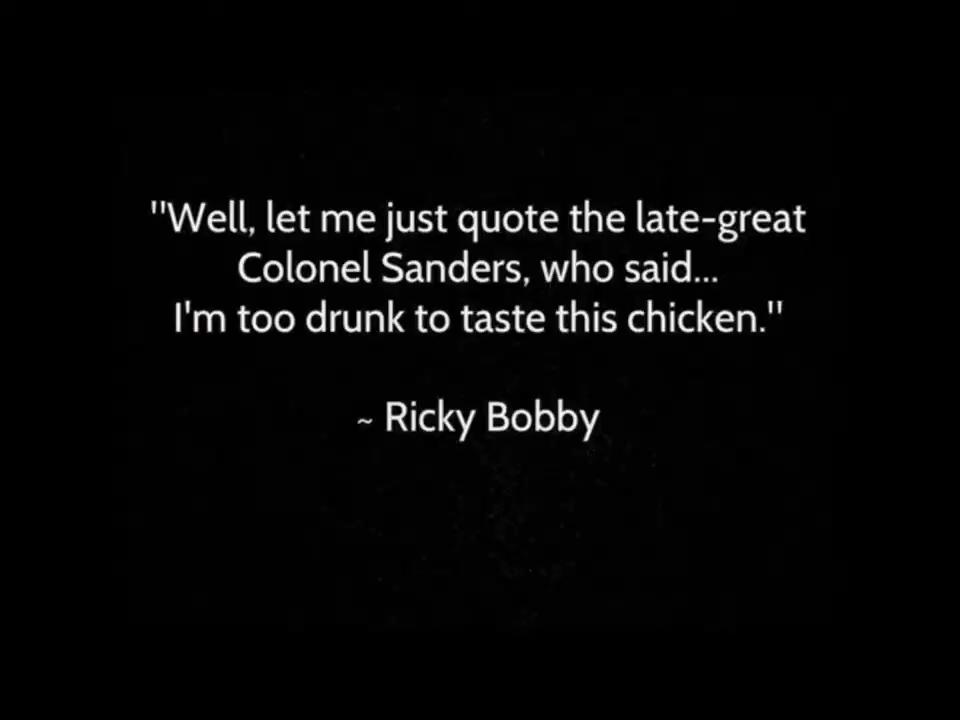 "Well, let me just quote the late-great
Colonel Sanders, who said...
I'm too drunk to taste this chicken."
~ Ricky Bobby